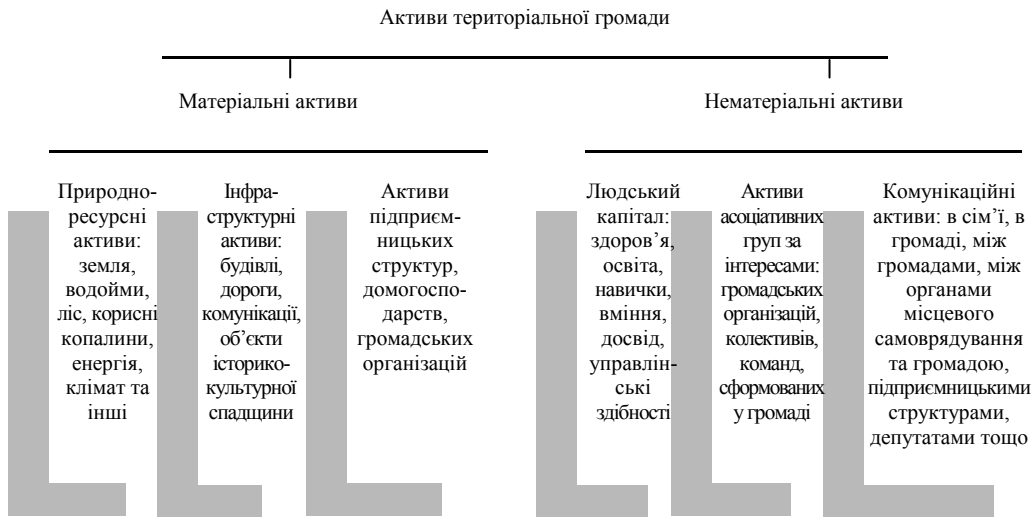 Активи територіальної громади
Матеріальні активи
Нематеріальні активи
Природно-
ресурсні
активи:
земля,
водойми,
ліс, корисні
копалини,
енергія,
клімат та
інші
Інфра-
структурні
активи:
будівлі,
дороги,
комунікації,
об’єкти
історико-
культурної
спадщини
Активи
підприєм-
ницьких
структур,
домогоспо-
дарств,
громадських
організацій
Людський
капітал:
здоров’я,
освіта,
навички,
вміння,
досвід,
управлін-
ські
здібності
Активи
асоціативних
груп за
інтересами:
громадських
організацій,
колективів,
команд,
сформованих
у громаді
Комунікаційні
активи: в сім’ї, в
громаді, між
громадами, між
органами
місцевого
самоврядування
та громадою,
підприємницькими
структурами,
депутатами тощо